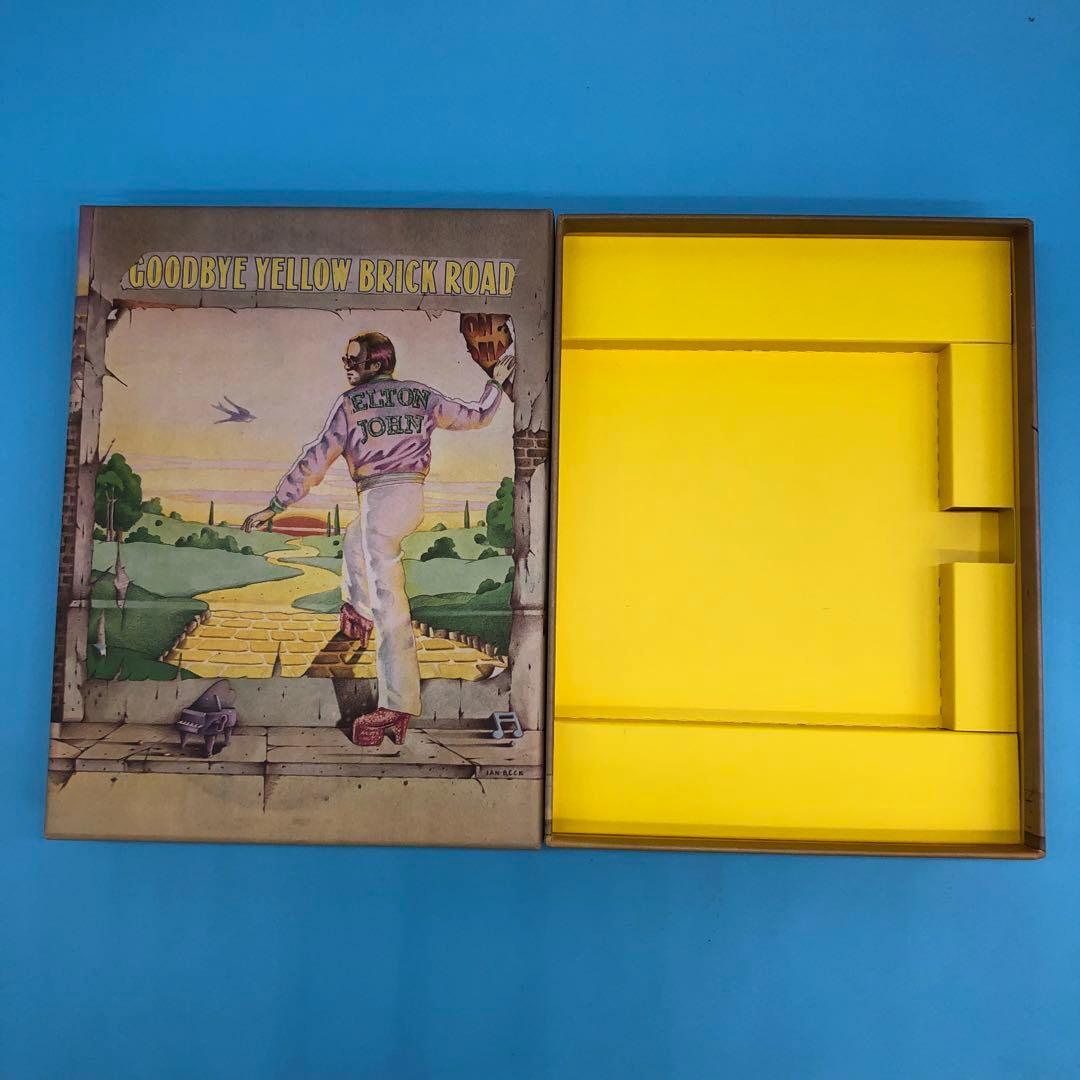 GOODBYE YELLOW BRICK ROAD
ELTON
JOHN
IAN BECK